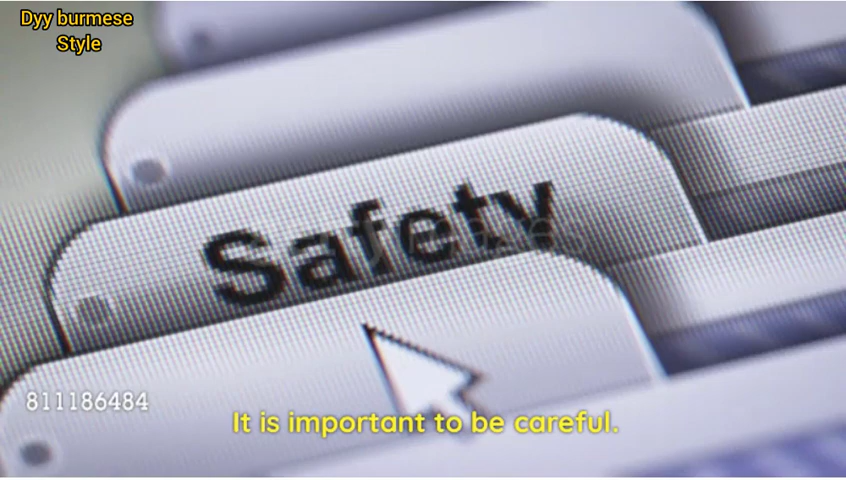 Dyy burmese
Style
Safety
811186484
It is important to be careful.